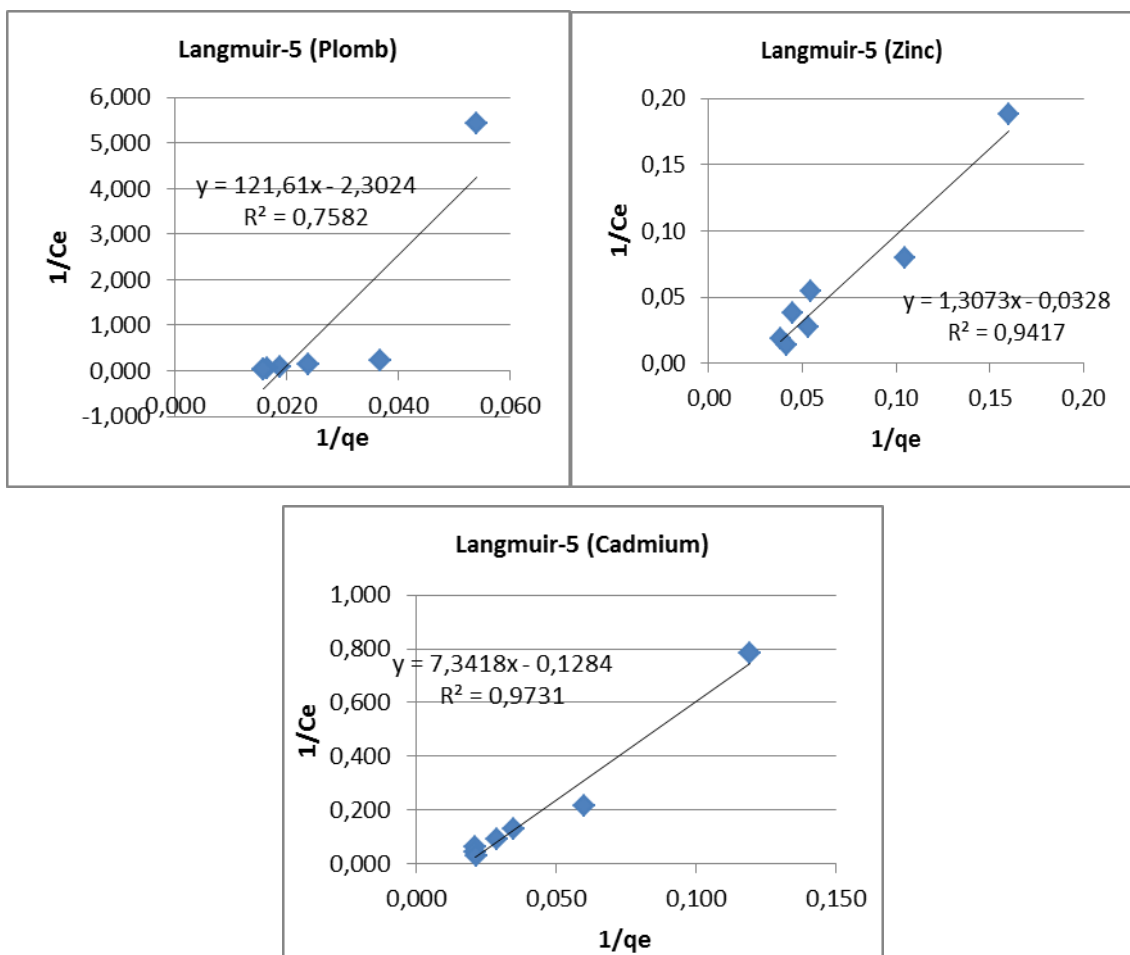 Langmuir-5 (Plomb)
6,000
5,000
4,000
3,000
2,000
1,000
0,000
-1,000
0,000
0,020
0,040
0,060
y = 121,61x - 2,3024
R² = 0,7582
1/Ce
1/qe
Langmuir-5 (Zinc)
0,20
0,15
0,10
0,05
0,00
0,00
0,05
0,10
0,15
0,20
y = 1,3073x - 0,0328
R² = 0,9417
1/Ce
1/qe
Langmuir-5 (Cadmium)
1,000
0,800
0,600
0,400
0,200
0,000
0,000
0,050
0,100
0,150
y = 7,3418x - 0,1284
R² = 0,9731
1/Ce
1/qe